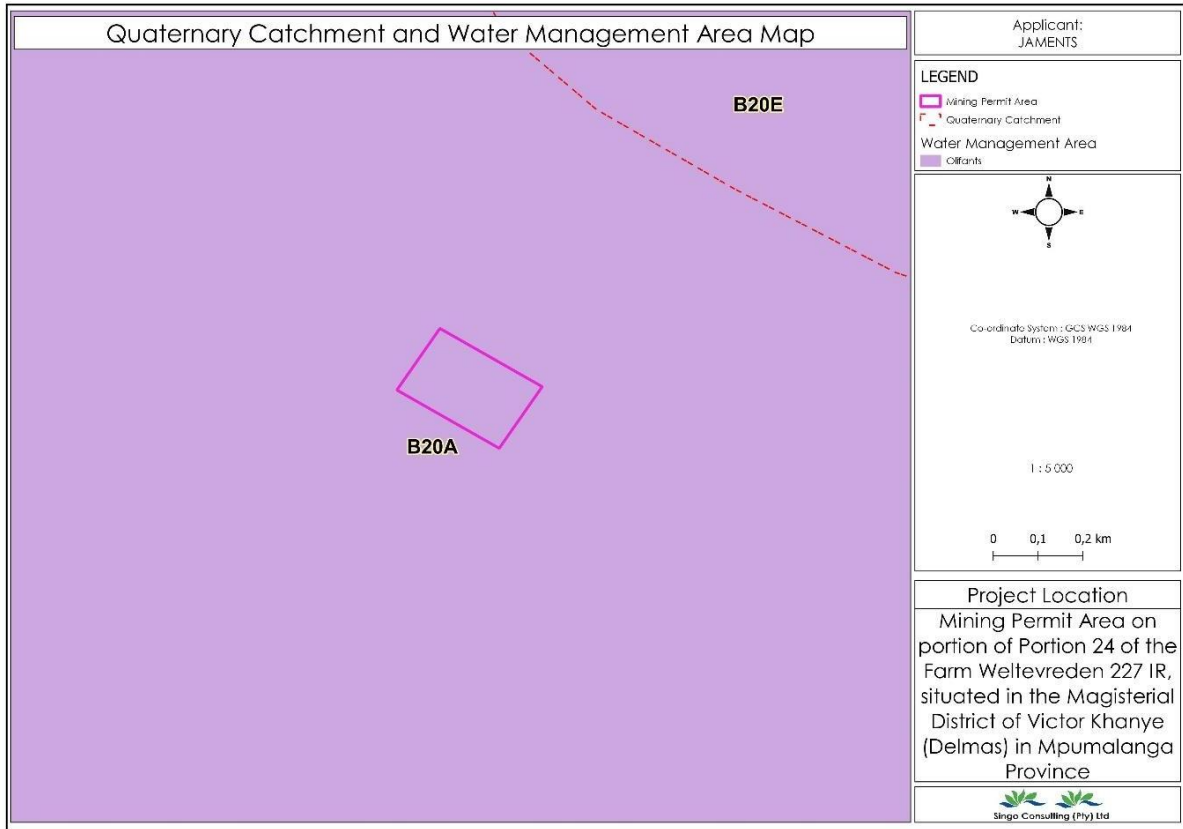 Quaternary Catchment and Water Management Area Map
B20E
B20A
Applicant:
JAMENTS
LEGEND
Mining Permit Area
Quaternary Catchment
Water Management Area
Olifants
N
W
E
S
Co-ordinate System : GCS WGS 1984
Datum : WGS 1984
1 : 5 000
0 0,1 0,2 km
Project Location
Mining Permit Area on
portion of Portion 24 of the
Farm Weltevreden 227 IR,
situated in the Magisterial
District of Victor Khanye
(Delmas) in Mpumalanga
Province
Singo Consulting (Pty) Ltd